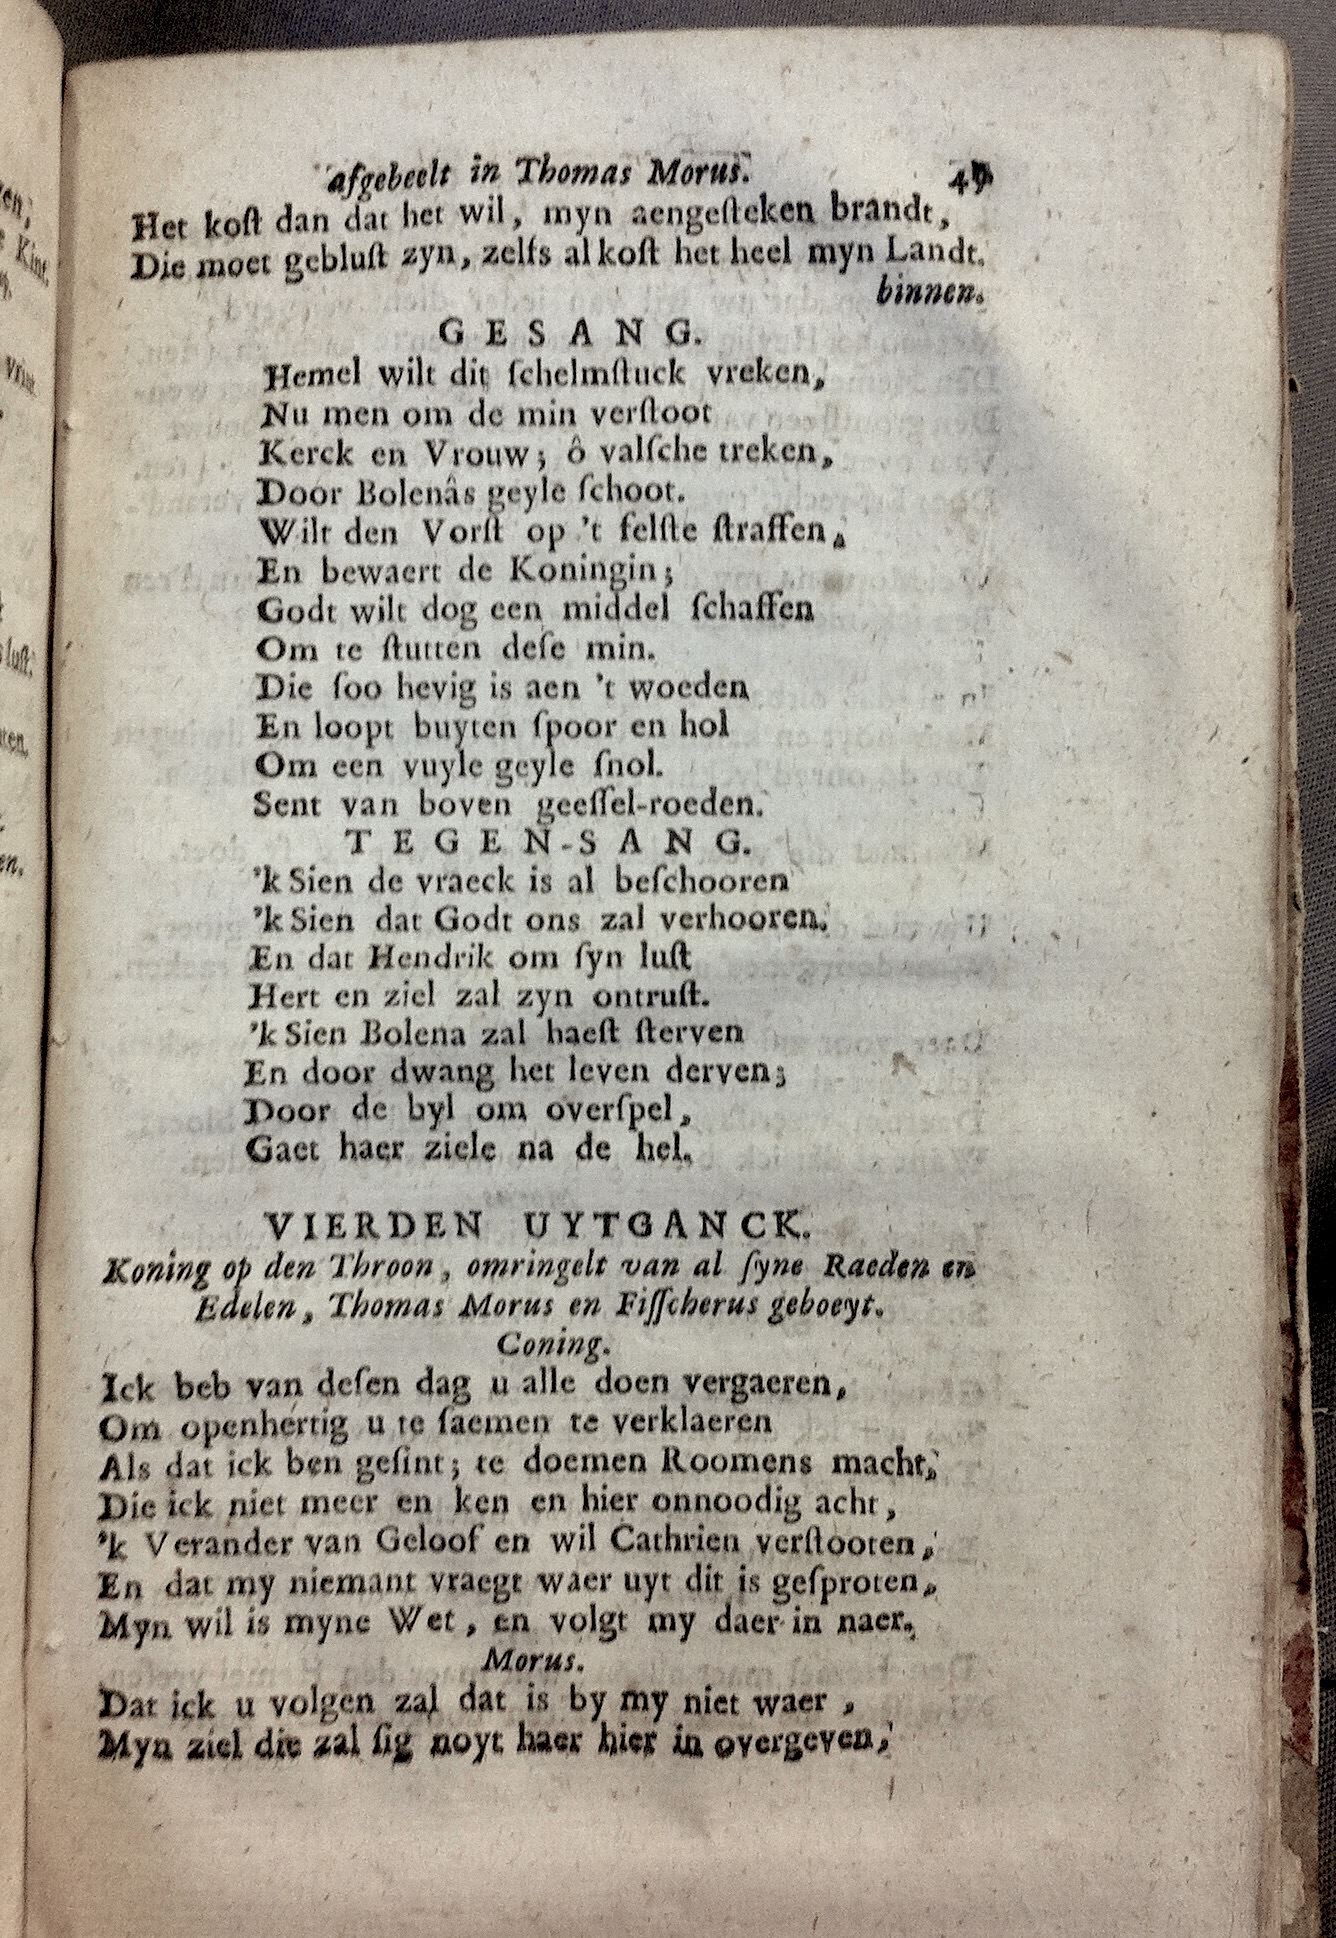 afgebeelt in Thomas Morus. 49
Het koſt dan dat het wil, myn aengeſteken brandt,
Die moet gebluſt zyn, zelfs al koſt het heel myn Landt.
binnen.
GESANG.
Hemel wilt dit ſchelmſtuck vreken,
Nu men om de min verſtoot
Kerck en Vrouw; ô valſche treken,
Door Bolenâs geyle ſchoot.
Wilt den Vorſt op 't felſte ſtraffen,
En bewaert de Koningin;
Godt wilt dog een middel ſchaffen
Om te ſtutten deſe min.
Die ſoo hevig is aen 't woeden
En loopt buyten ſpoor en hol
Om een vuyle geyle ſnol.
Sent van boven geeſſel-roeden.
TEGEN-SANG.
'k Sien de vraeck is al beſchooren
'k Sien dat Godt ons zal verhooren.
En dat Hendrik om ſyn luſt
Hert en ziel zal zyn ontruſt.
'k Sien Bolena zal haeſt ſterven
En door dwang het leven derven;
Door de byl om overſpel,
Gaet haer ziele na de hel.
VIERDEN UYTGANCK.
Koning op den Throon, omringelt van al ſyne Raeden en
Edelen, Thomas Morus en Fiſſcherus geboeyt.
Coning.
Ick beb van deſen dag u alle doen vergaeren,
Om openhertig u te ſaemen te verklaeren
Als dat ick ben geſint; te doemen Roomens macht,
Die ick niet meer en ken en hier onnoodig acht,
'k Verander van Geloof en wil Cathrien verſtooten,
En dat my niemant vraegt waer uyt dit is geſproten,
Myn wil is myne Wet, en volgt my daer in naer.
Morus.
Dat ick u volgen zal dat is by my niet waer,
Myn ziel die zal ſig noyt haer hier in overgeven,